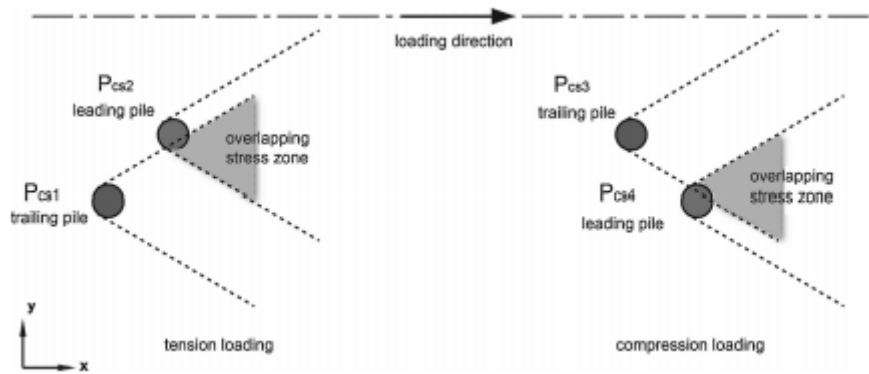 loading direction
Pcs2
leading pile
overlapping
stress zone
Pcs1
trailing pile
Pcs3
trailing pile
overlapping
stress zone
Pcs4
leading pile
y
x
tension loading
compression loading